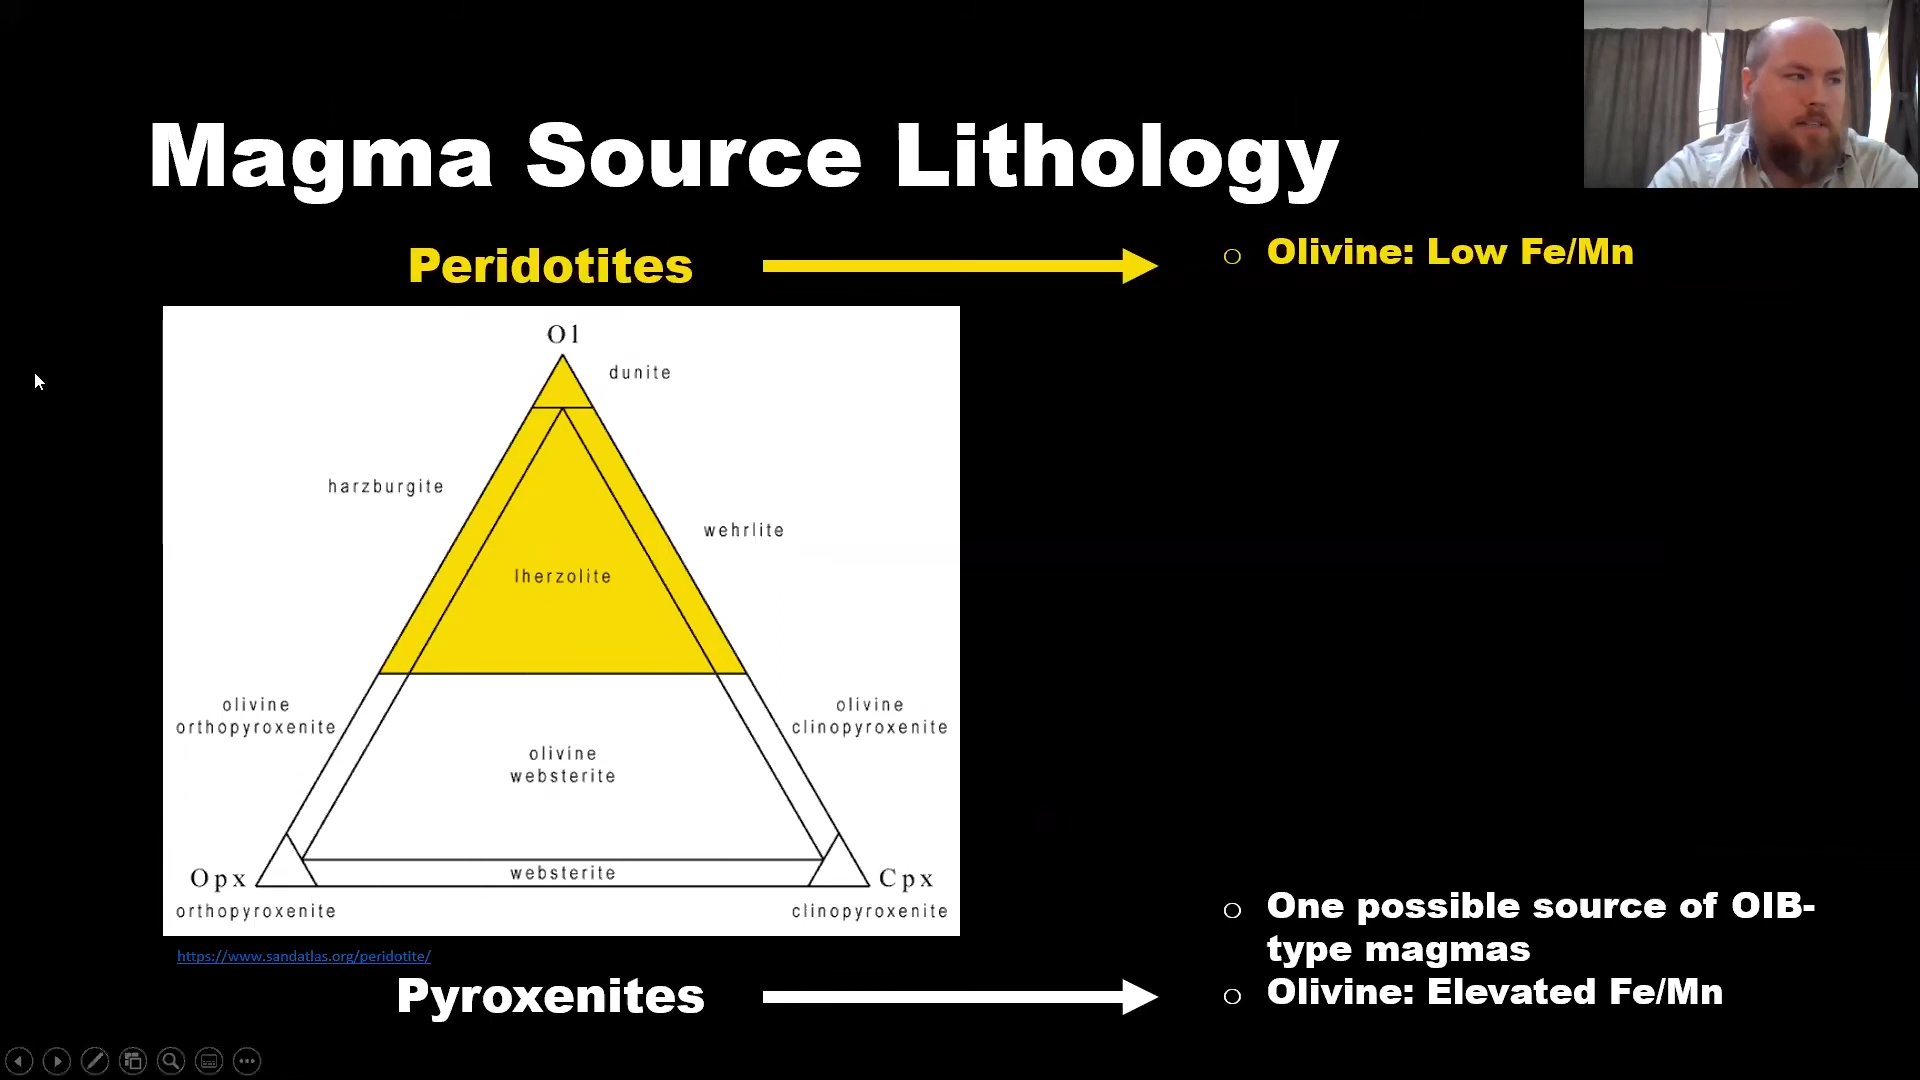 Magma Source Lithology
Peridotites
Olivine: Low Fe/Mn
Ol
dunite
harzburgite
wehrlite
lherzolite
olivine
orthopyroxenite
olivine
clinopyroxenite
olivine
websterite
Opx
websterite
Cpx
orthopyroxenite
clinopyroxenite
https://www.sandatlas.org/peridotite/
Pyroxenites
One possible source of OIB-
type magmas
Olivine: Elevated Fe/Mn